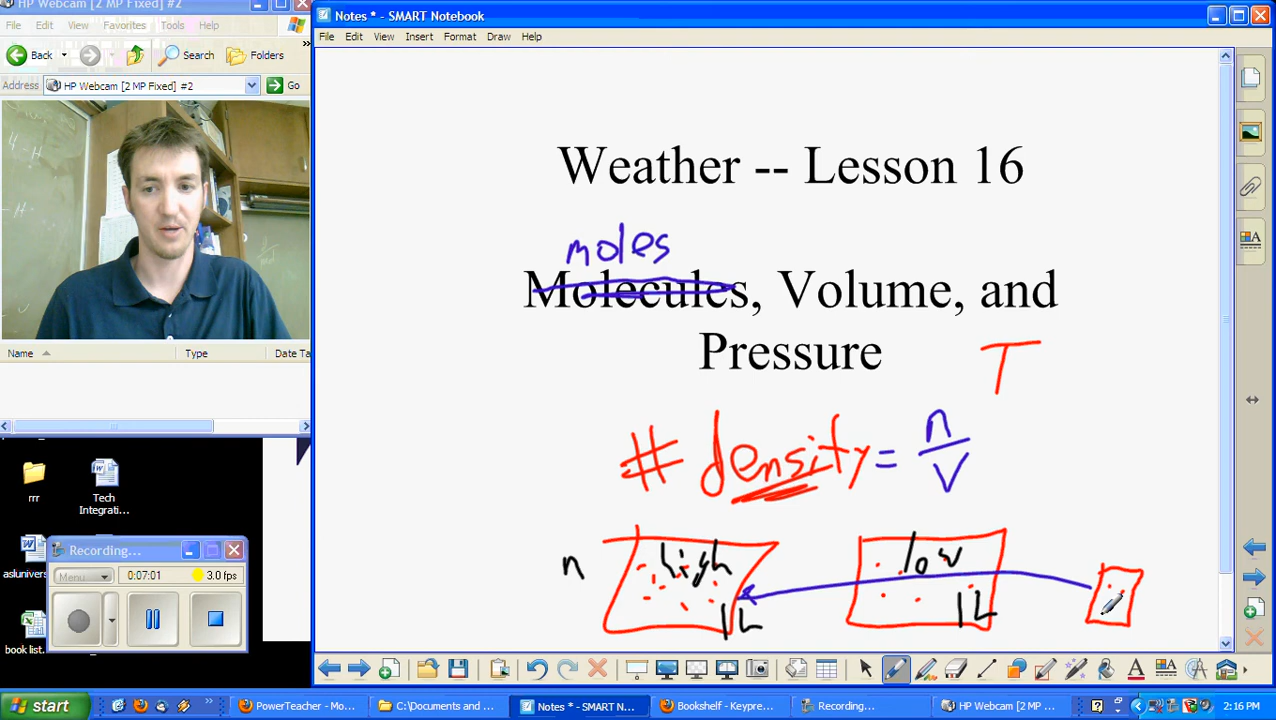 HP Webcam [2 MP Fixed] #2
File Edit View Favorites Tools Help
Back Search Folders
Address HP Webcam [2 MP Fixed] #2 Go
Name Type Date Ta
rrr Tech Integrati...
aslunivers
book list.
Recording...
Menu 0:07:01 3.0 fps
Notes * - SMART Notebook
File Edit View Insert Format Draw Help
Weather -- Lesson 16
moles
Molecules, Volume, and
Pressure
T
# density = n
V
n high low
1L 1L
start PowerTeacher - Mo... C:\Documents and ... Notes * - SMART N... Bookshelf - Keypre... Recording... HP Webcam [2 MP ... 2:16 PM